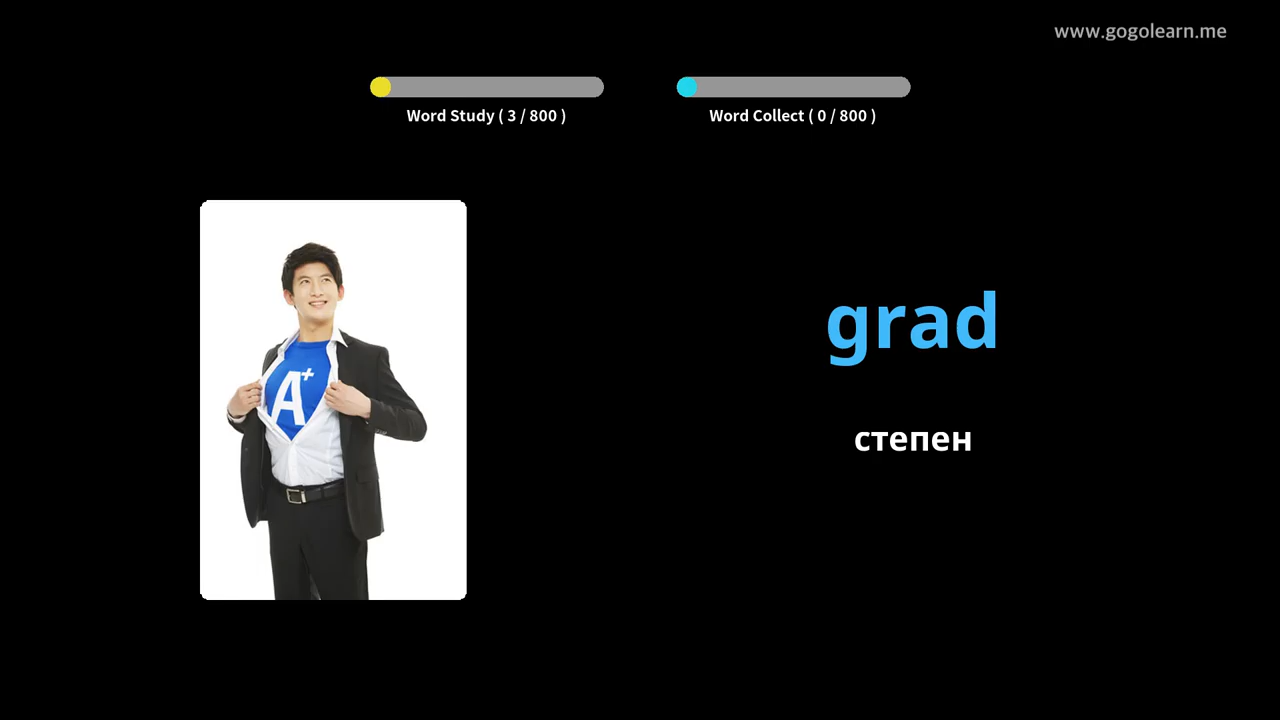 www.gogolearn.me
Word Study ( 3 / 800 )
Word Collect ( 0 / 800 )
A+
grad
степен